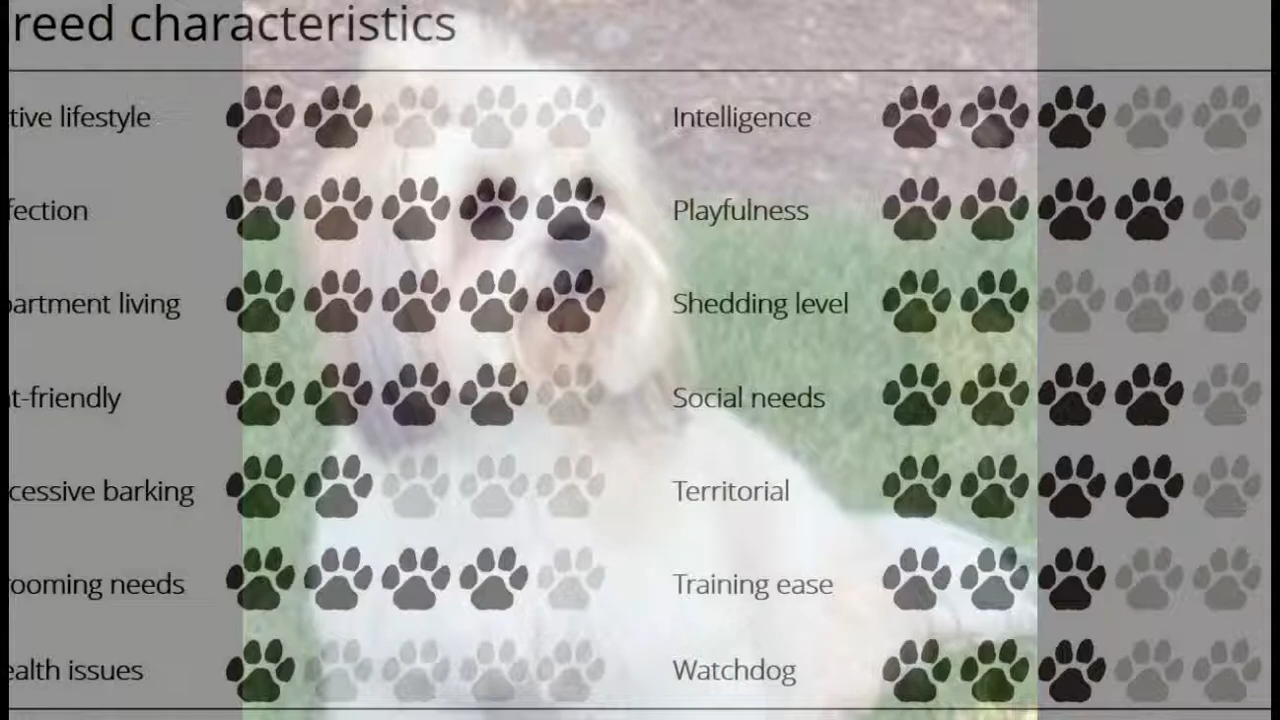 reed characteristics
tive lifestyle Intelligence
fection Playfulness
partment living Shedding level
t-friendly Social needs
cessive barking Territorial
rooming needs Training ease
ealth issues Watchdog